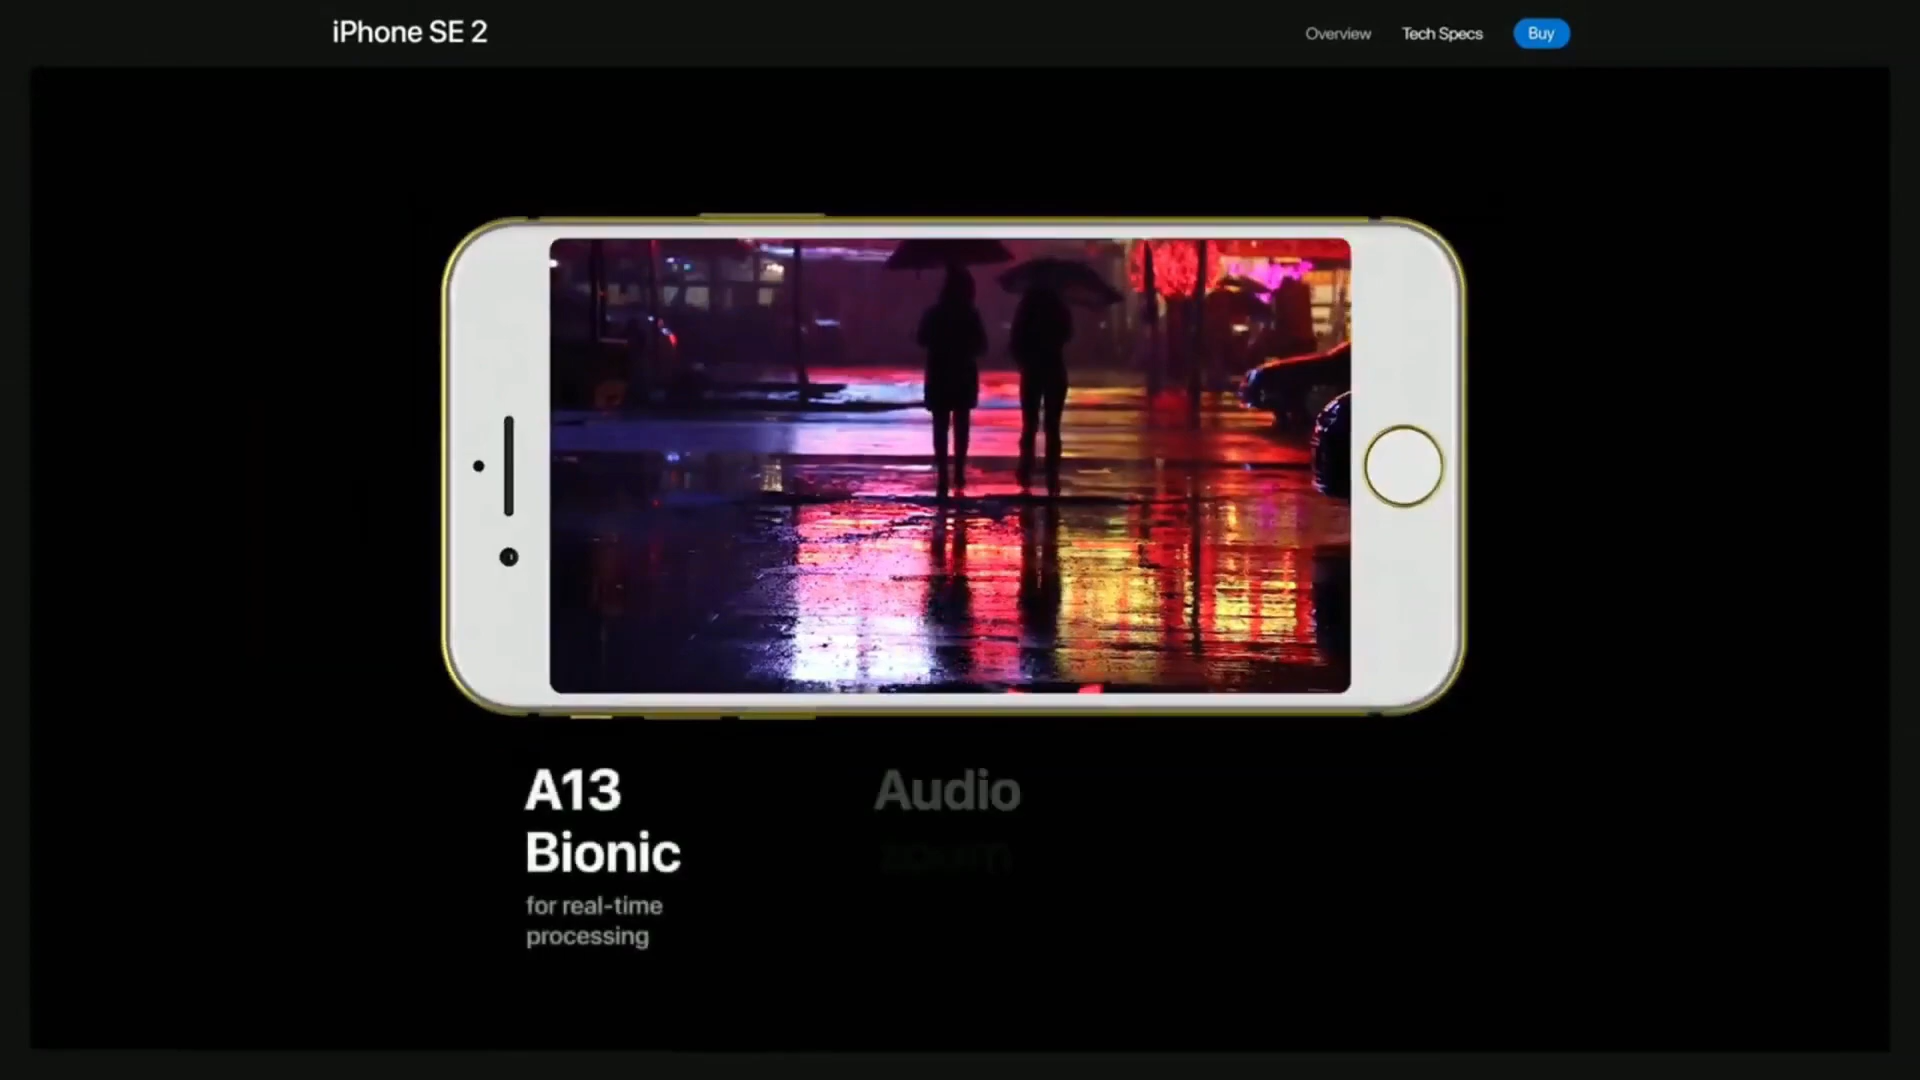 iPhone SE 2
Overview
Tech Specs
Buy
A13
Bionic
for real-time
processing
Audio